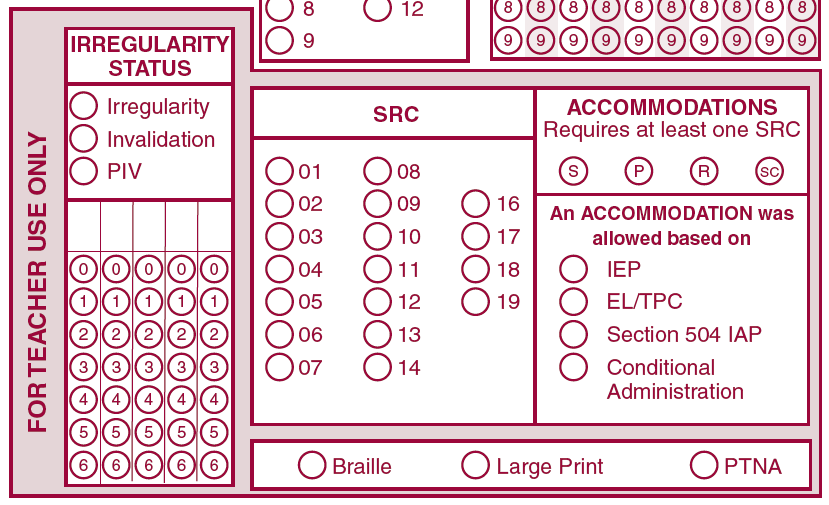 8 12
9
8 8 8 8 8 8 8 8 8 8
9 9 9 9 9 9 9 9 9 9
FOR TEACHER USE ONLY
IRREGULARITY
STATUS
Irregularity
Invalidation
PIV
0 0 0 0 0
1 1 1 1 1
2 2 2 2 2
3 3 3 3 3
4 4 4 4 4
5 5 5 5 5
6 6 6 6 6
SRC
01 08
02 09 16
03 10 17
04 11 18
05 12 19
06 13
07 14
ACCOMMODATIONS
Requires at least one SRC
S P R SC
An ACCOMMODATION was
allowed based on
IEP
EL/TPC
Section 504 IAP
Conditional
Administration
Braille Large Print PTNA